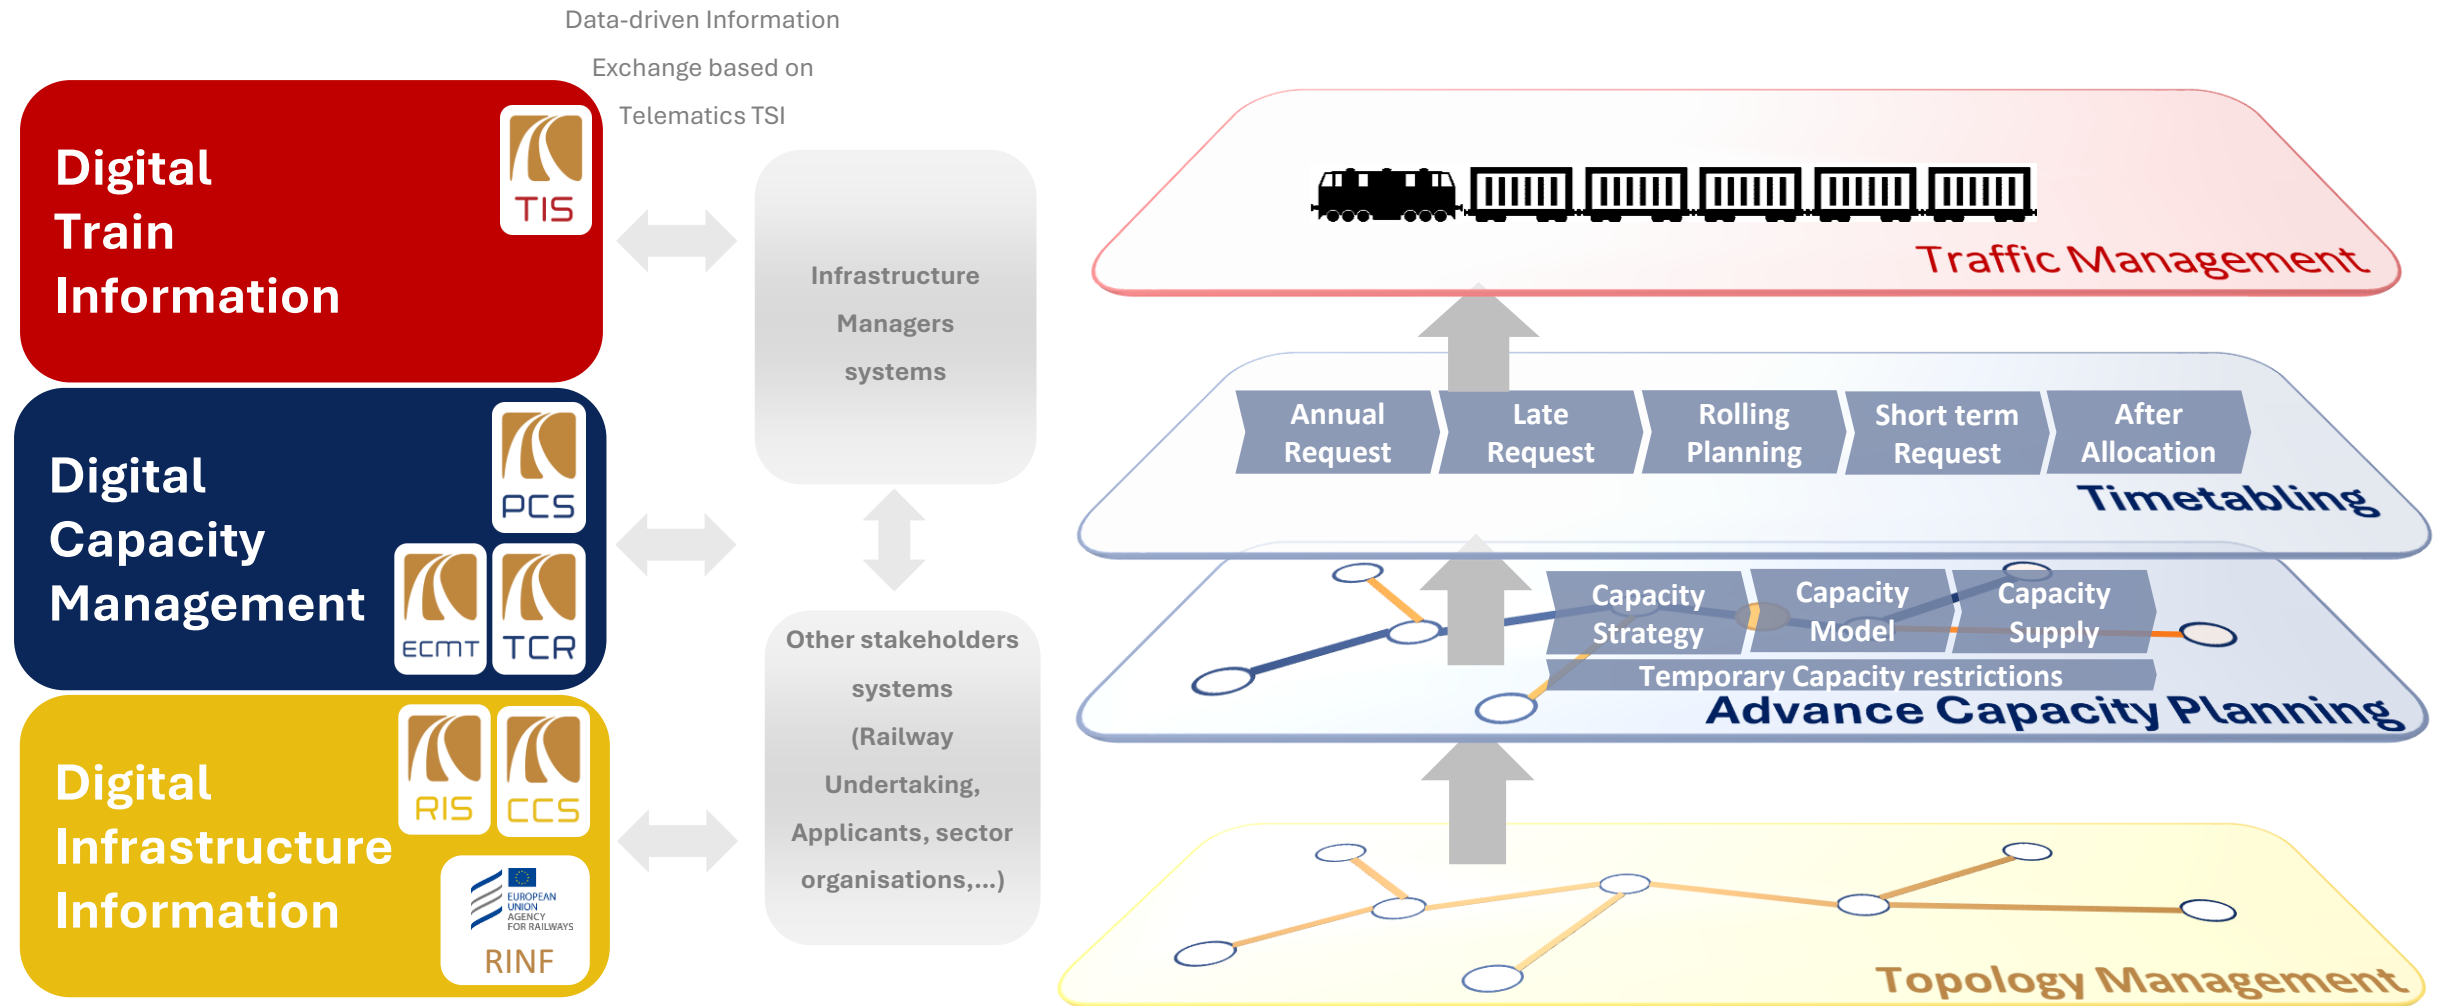 Data-driven Information
Exchange based on
Telematics TSI
Digital
Train
Information
TIS
Digital
Capacity
Management
PCS
ECMT
TCR
Digital
Infrastructure
Information
RIS
CCS
EUROPEAN
UNION
AGENCY
FOR RAILWAYS
RINF
Infrastructure
Managers
systems
Other stakeholders
systems
(Railway
Undertaking,
Applicants, sector
organisations,...)
Traffic Management
Annual
Request
Late
Request
Rolling
Planning
Short term
Request
After
Allocation
Timetabling
Capacity
Strategy
Capacity
Model
Capacity
Supply
Temporary Capacity restrictions
Advance Capacity Planning
Topology Management